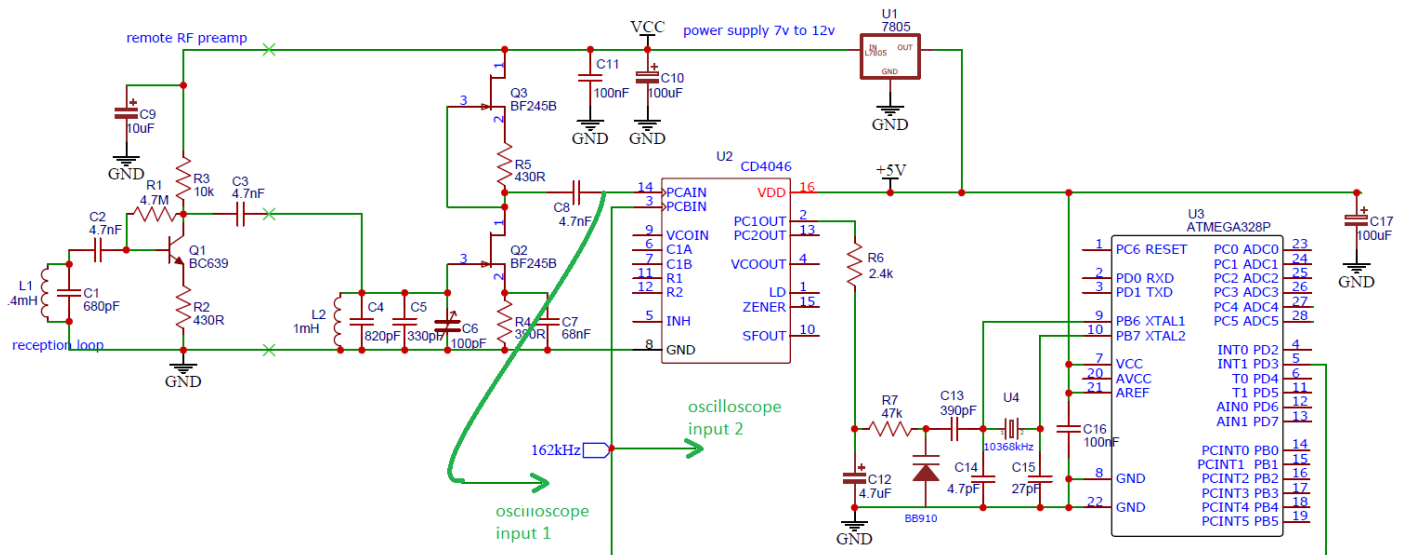 remote RF preamp
VCC
power supply 7v to 12v
U1
7805
IN
OUT
L7805
GND
GND
C11
100nF
GND
C10
100uF
GND
+
C9
10uF
GND
1
Q3
BF245B
3
2
R5
430R
R3
10k
R1
4.7M
C3
4.7nF
C2
4.7nF
Q1
BC639
L1
.4mH
C1
680pF
R2
430R
reception loop
GND
C8
4.7nF
1
Q2
BF245B
3
2
L2
1mH
C4
820pF
C5
330pF
C6
100pF
R4
390R
C7
68nF
U2
CD4046
14 PCAIN
3 PCBIN
9 VCOIN
6 C1A
7 C1B
11 R1
12 R2
5 INH
8 GND
VDD 16
PC1OUT 2
PC2OUT 13
VCOOUT 4
LD 1
ZENER 15
SFOUT 10
+5V
R6
2.4k
R7
47k
C13
390pF
U4
10368kHz
C12
4.7uF
GND
BB910
C14
4.7pF
C15
27pF
C16
100nF
C17
100uF
GND
U3
ATMEGA328P
1 PC6 RESET
2 PD0 RXD
3 PD1 TXD
9 PB6 XTAL1
10 PB7 XTAL2
7 VCC
20 AVCC
21 AREF
8 GND
22 GND
PC0 ADC0 23
PC1 ADC1 24
PC2 ADC2 25
PC3 ADC3 26
PC4 ADC4 27
PC5 ADC5 28
INT0 PD2 4
INT1 PD3 5
T0 PD4 6
T1 PD5 11
AIN0 PD6 12
AIN1 PD7 13
PCINT0 PB0 14
PCINT1 PB1 15
PCINT2 PB2 16
PCINT3 PB3 17
PCINT4 PB4 18
PCINT5 PB5 19
162kHz
oscilloscope
input 2
oscilloscope
input 1